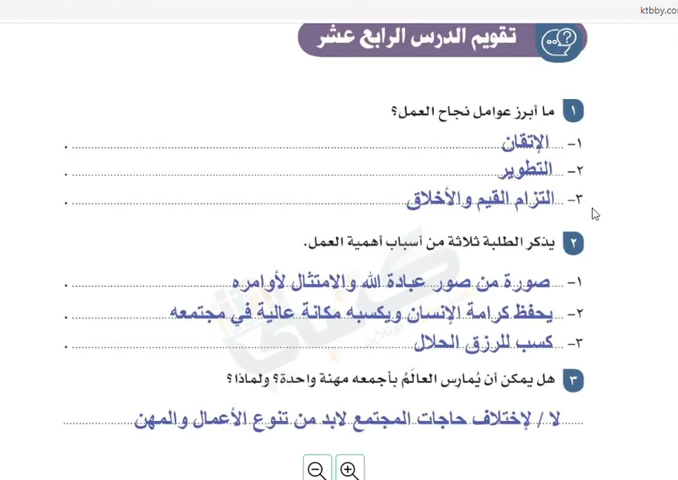 ktbby.co
تقويم الدرس الرابع عشر
١ ما أبرز عوامل نجاح العمل؟
١- الإتقان .
٢- التطوير .
٣- التزام القيم والأخلاق .
٢ يذكر الطلبة ثلاثة من أسباب أهمية العمل.
١- صورة من صور عبادة الله والامتثال لأوامره .
٢- يحفظ كرامة الإنسان ويكسبه مكانة عالية في مجتمعه .
٣- كسب للرزق الحلال .
٣ هل يمكن أن يُمارِس العالَمُ بأجمعه مهنة واحدة؟ ولماذا؟
لا / لإختلاف حاجات المجتمع لابد من تنوع الأعمال والمهن